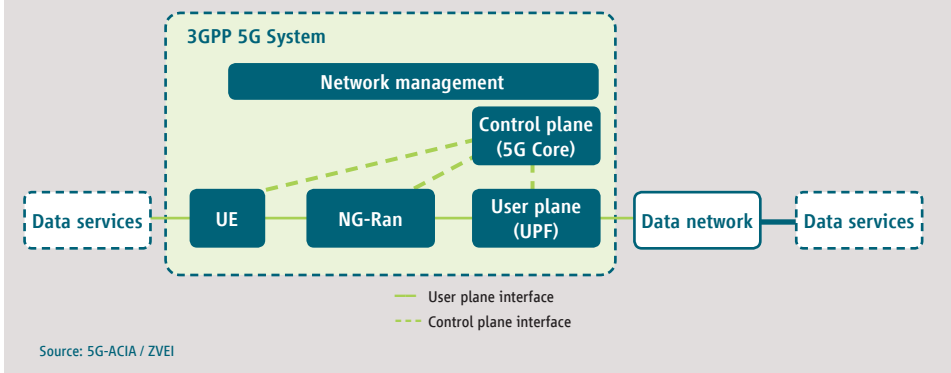 3GPP 5G System
Network management
Control plane
(5G Core)
Data services
UE
NG-Ran
User plane
(UPF)
Data network
Data services
User plane interface
Control plane interface
Source: 5G-ACIA / ZVEI